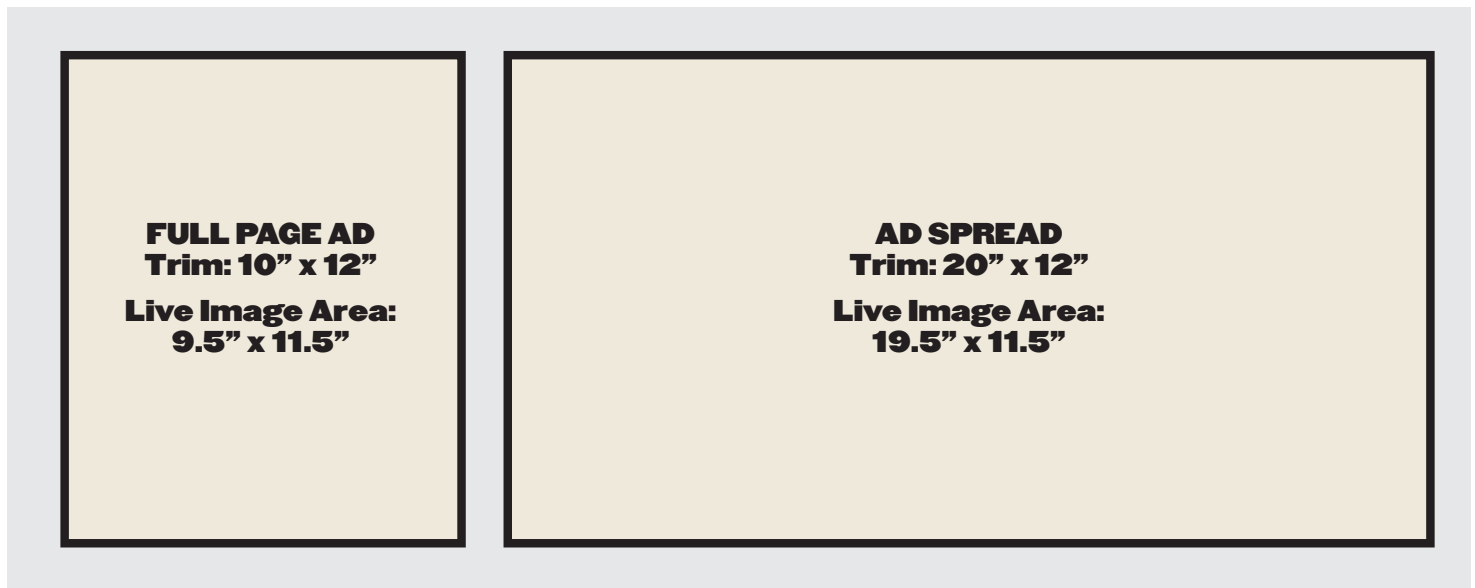 FULL PAGE AD
Trim: 10” x 12”
Live Image Area:
9.5” x 11.5”
AD SPREAD
Trim: 20” x 12”
Live Image Area:
19.5” x 11.5”